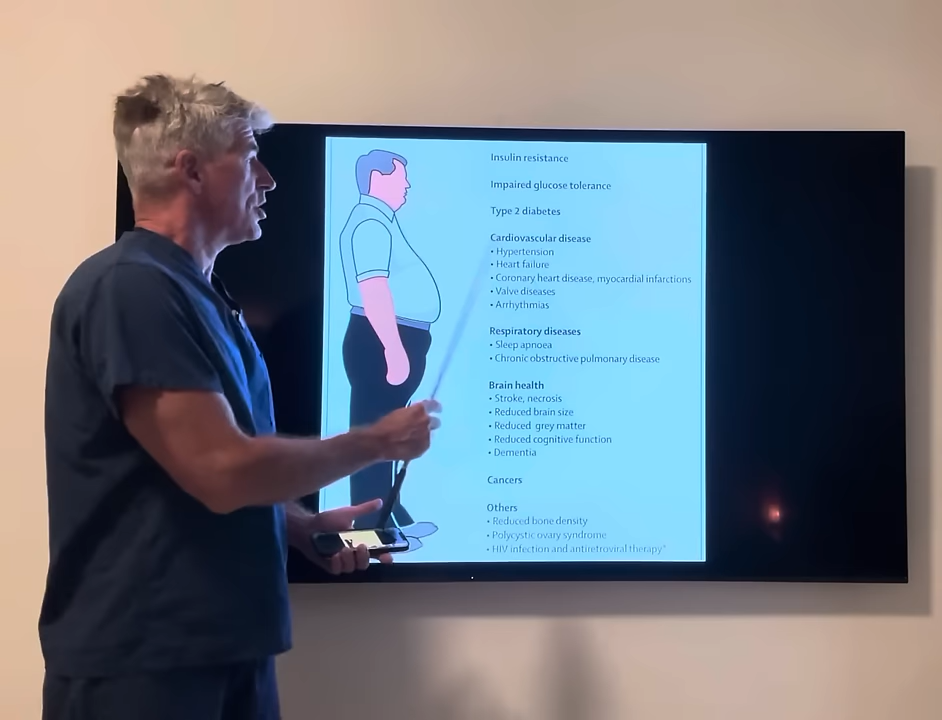 Insulin resistance
Impaired glucose tolerance
Type 2 diabetes
Cardiovascular disease
• Hypertension
• Heart failure
• Coronary heart disease, myocardial infarctions
• Valve diseases
• Arrhythmias
Respiratory diseases
• Sleep apnoea
• Chronic obstructive pulmonary disease
Brain health
• Stroke, necrosis
• Reduced brain size
• Reduced grey matter
• Reduced cognitive function
• Dementia
Cancers
Others
• Reduced bone density
• Polycystic ovary syndrome
• HIV infection and antiretroviral therapy*